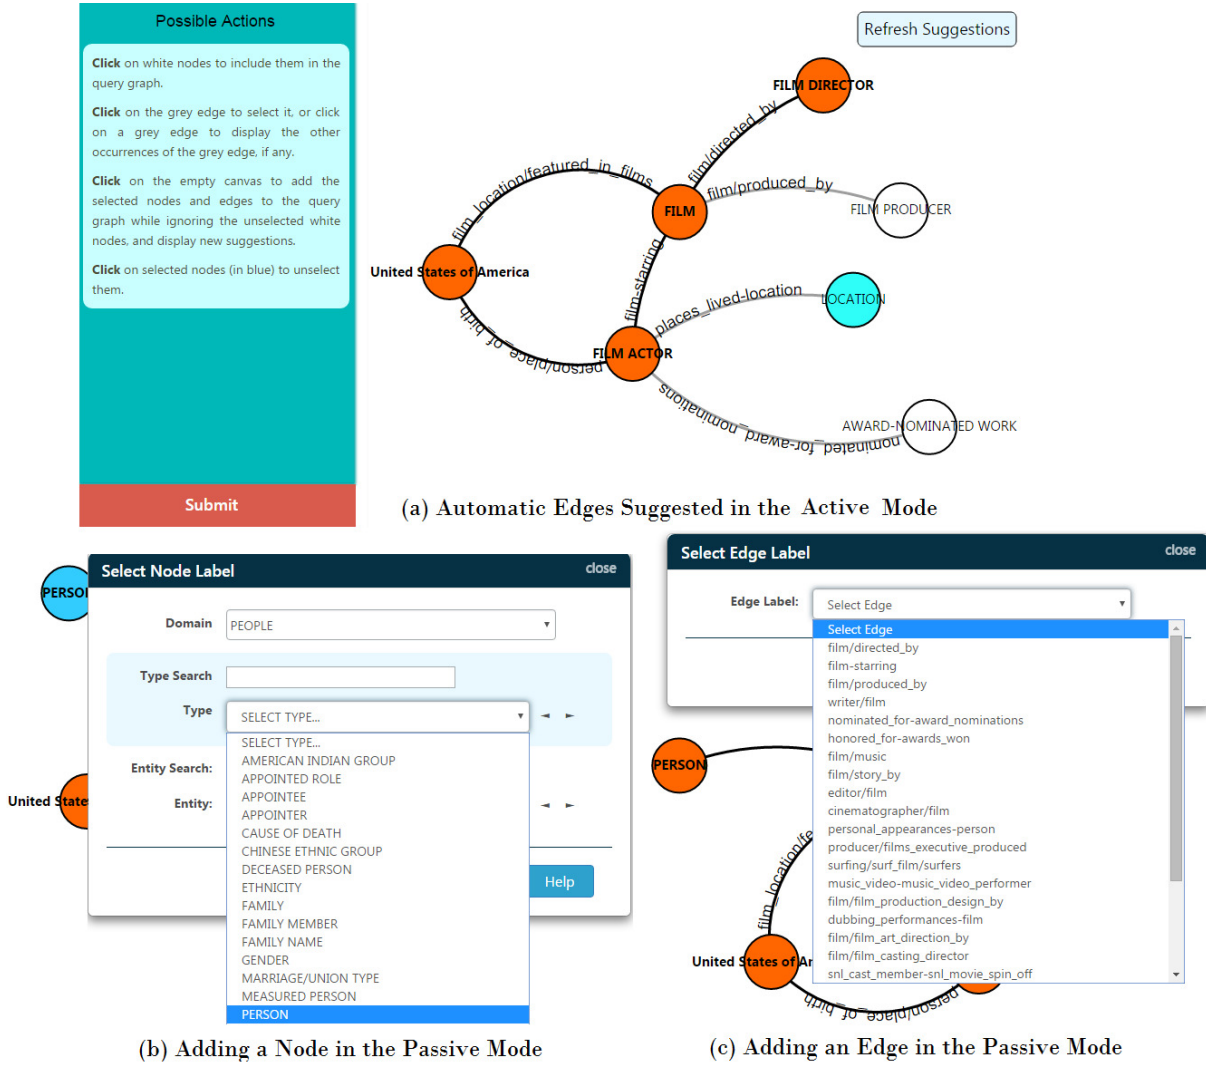 Possible Actions
Click on white nodes to include them in the
query graph.
Click on the grey edge to select it, or click
on a grey edge to display the other
occurrences of the grey edge, if any.
Click on the empty canvas to add the
selected nodes and edges to the query
graph while ignoring the unselected white
nodes, and display new suggestions.
Click on selected nodes (in blue) to unselect
them.
Submit
Refresh Suggestions
FILM DIRECTOR
film/directed_by
film_location/featured_in_films
film/produced_by
FILM
FILM PRODUCER
United States of America
film-starring
places_lived-location
LOCATION
person/place_of_birth
FILM ACTOR
nominated_for-award_nominations
AWARD-NOMINATED WORK
(a) Automatic Edges Suggested in the Active Mode
PERSO
Select Node Label
close
Domain
PEOPLE
Type Search
Type
SELECT TYPE...
SELECT TYPE...
AMERICAN INDIAN GROUP
APPOINTED ROLE
APPOINTEE
APPOINTER
CAUSE OF DEATH
CHINESE ETHNIC GROUP
DECEASED PERSON
ETHNICITY
FAMILY
FAMILY MEMBER
FAMILY NAME
GENDER
MARRIAGE/UNION TYPE
MEASURED PERSON
PERSON
Entity Search:
United State
Entity:
Help
(b) Adding a Node in the Passive Mode
Select Edge Label
close
Edge Label:
Select Edge
Select Edge
film/directed_by
film-starring
film/produced_by
writer/film
nominated_for-award_nominations
honored_for-awards_won
film/music
film/story_by
editor/film
cinematographer/film
personal_appearances-person
producer/films_executive_produced
surfing/surf_film/surfers
music_video-music_video_performer
film/film_production_design_by
dubbing_performances-film
film/film_art_direction_by
film/film_casting_director
snl_cast_member-snl_movie_spin_off
PERSON
film_location/fe
United States of Ar
person/place_of_birth
(c) Adding an Edge in the Passive Mode